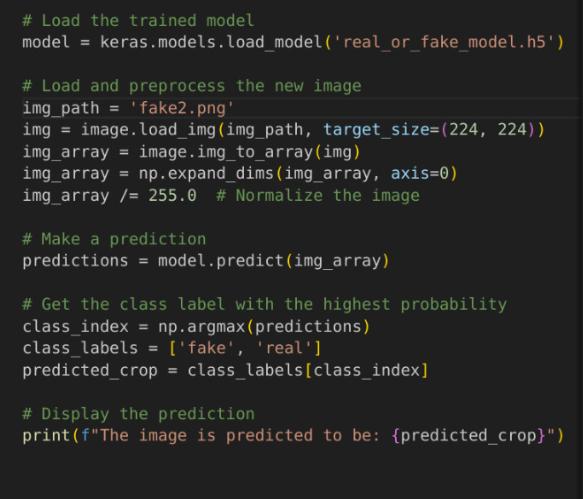 # Load the trained model
model = keras.models.load_model('real_or_fake_model.h5')
# Load and preprocess the new image
img_path = 'fake2.png'
img = image.load_img(img_path, target_size=(224, 224))
img_array = image.img_to_array(img)
img_array = np.expand_dims(img_array, axis=0)
img_array /= 255.0  # Normalize the image
# Make a prediction
predictions = model.predict(img_array)
# Get the class label with the highest probability
class_index = np.argmax(predictions)
class_labels = ['fake', 'real']
predicted_crop = class_labels[class_index]
# Display the prediction
print(f"The image is predicted to be: {predicted_crop}")